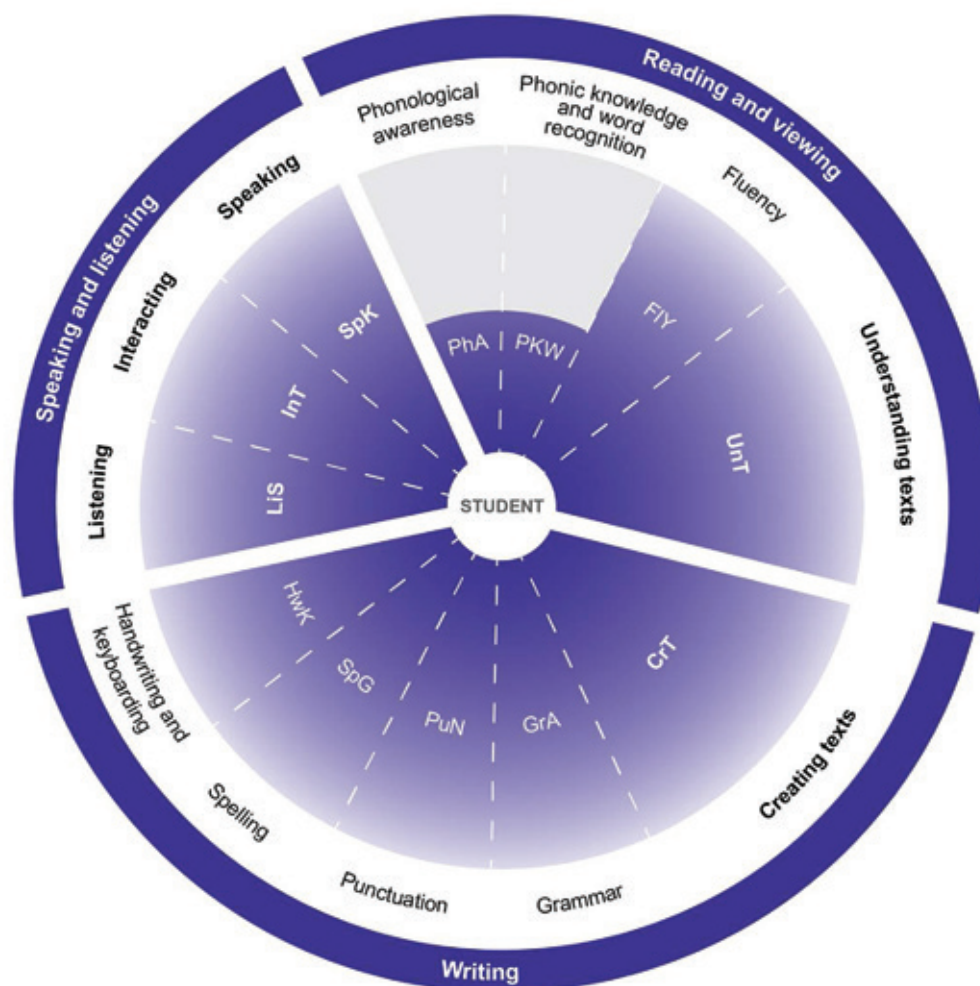 Reading and viewing
Phonological
awareness
Phonic knowledge
and word
recognition
Fluency
Understanding texts
PhA
PKW
FlY
UnT
Speaking and listening
Speaking
Interacting
Listening
SpK
InT
LiS
STUDENT
HwK
SpG
PuN
GrA
CrT
Handwriting and
keyboarding
Spelling
Punctuation
Grammar
Creating texts
Writing